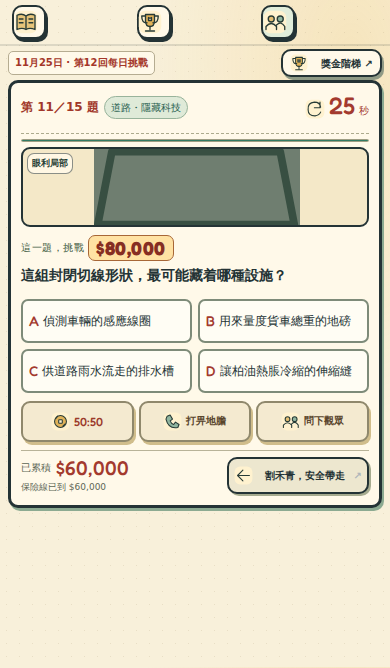 11月25日 · 第12回每日挑戰
獎金階梯 ↗
第 11／15 題
道路・隱藏科技
25 秒
眼利局部
這一題，挑戰 $80,000
這組封閉切線形狀，最可能藏着哪種設施？
A 偵測車輛的感應線圈
B 用來量度貨車總重的地磅
C 供道路雨水流走的排水槽
D 讓柏油熱脹冷縮的伸縮縫
50:50
打畀地膽
問下觀眾
已累積 $60,000
保險線已到 $60,000
割禾青，安全帶走 ↗